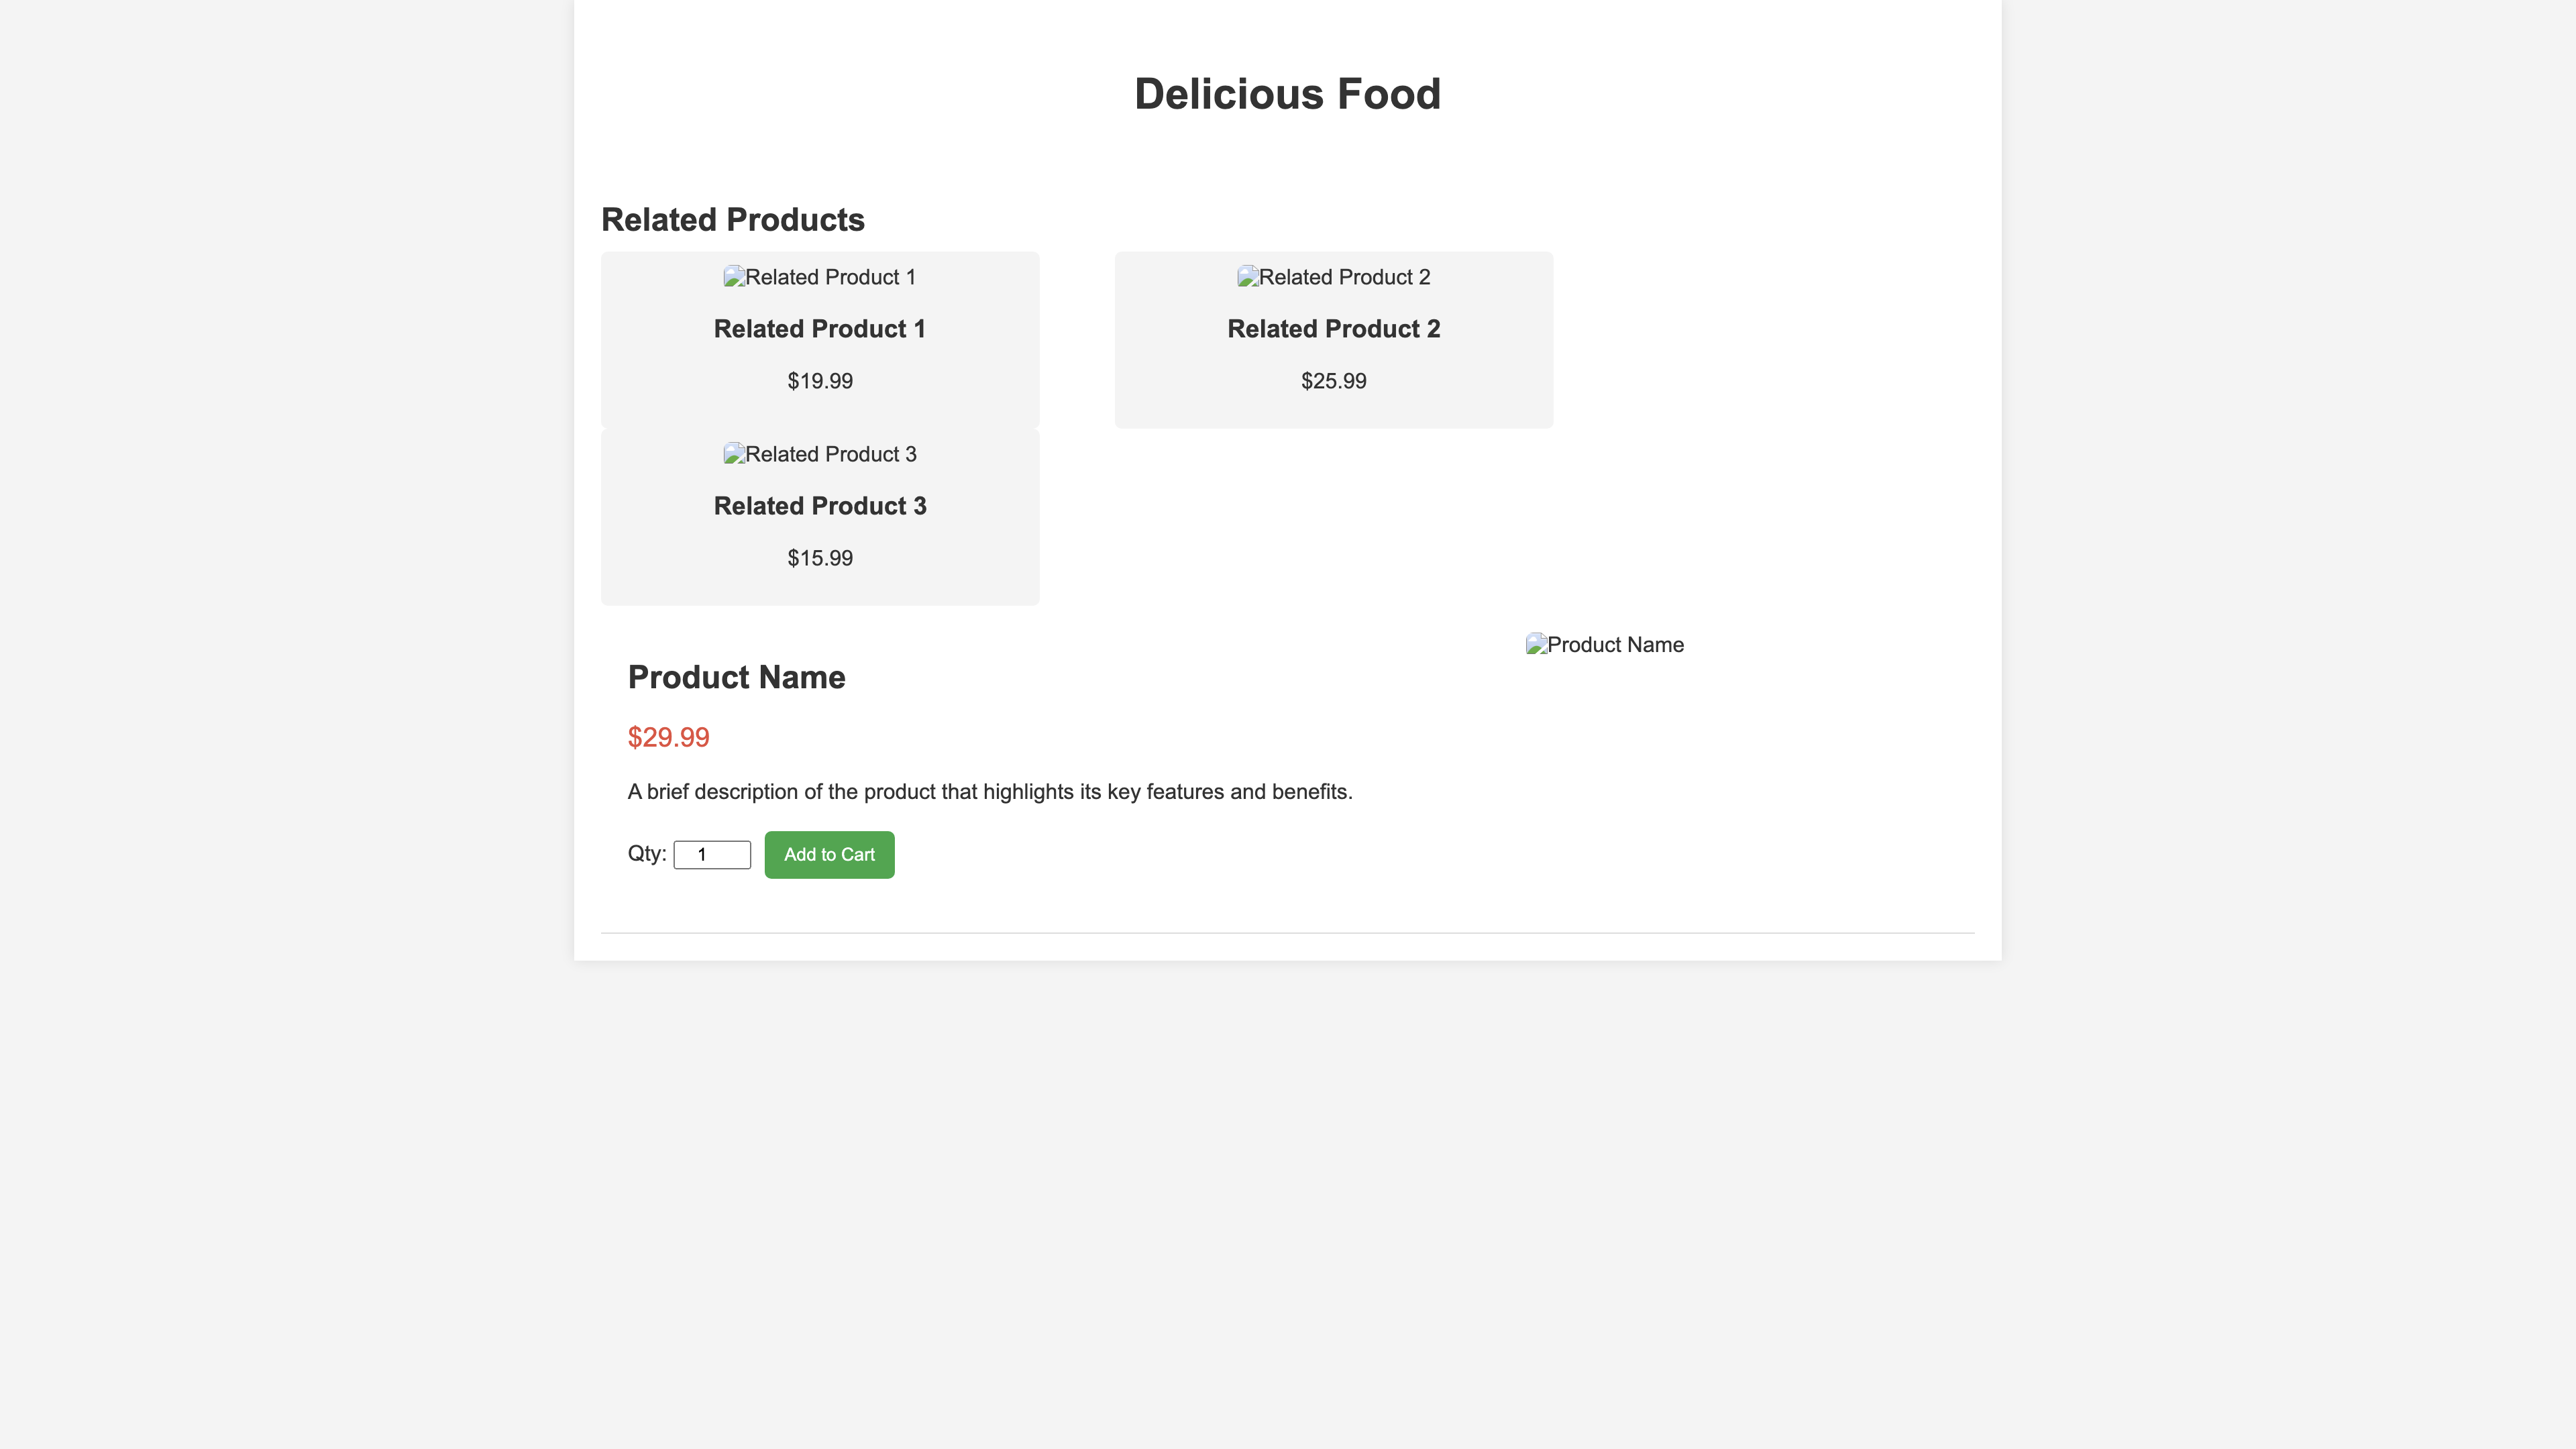 Delicious Food
Related Products
Related Product 1
Related Product 1
$19.99
Related Product 2
Related Product 2
$25.99
Related Product 3
Related Product 3
$15.99
Product Name
Product Name
$29.99
A brief description of the product that highlights its key features and benefits.
Qty: 1 Add to Cart